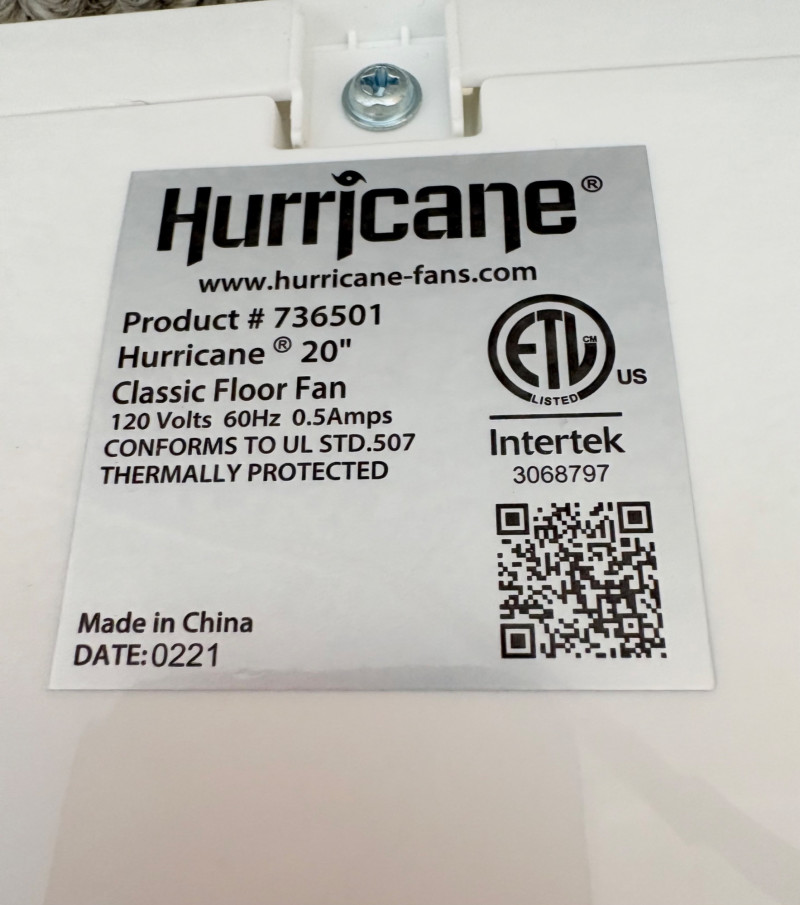 Hurricane®
www.hurricane-fans.com
Product # 736501
Hurricane ® 20"
Classic Floor Fan
120 Volts 60Hz 0.5Amps
CONFORMS TO UL STD.507
THERMALLY PROTECTED
ETL CM
LISTED
US
Intertek
3068797
Made in China
DATE: 0221